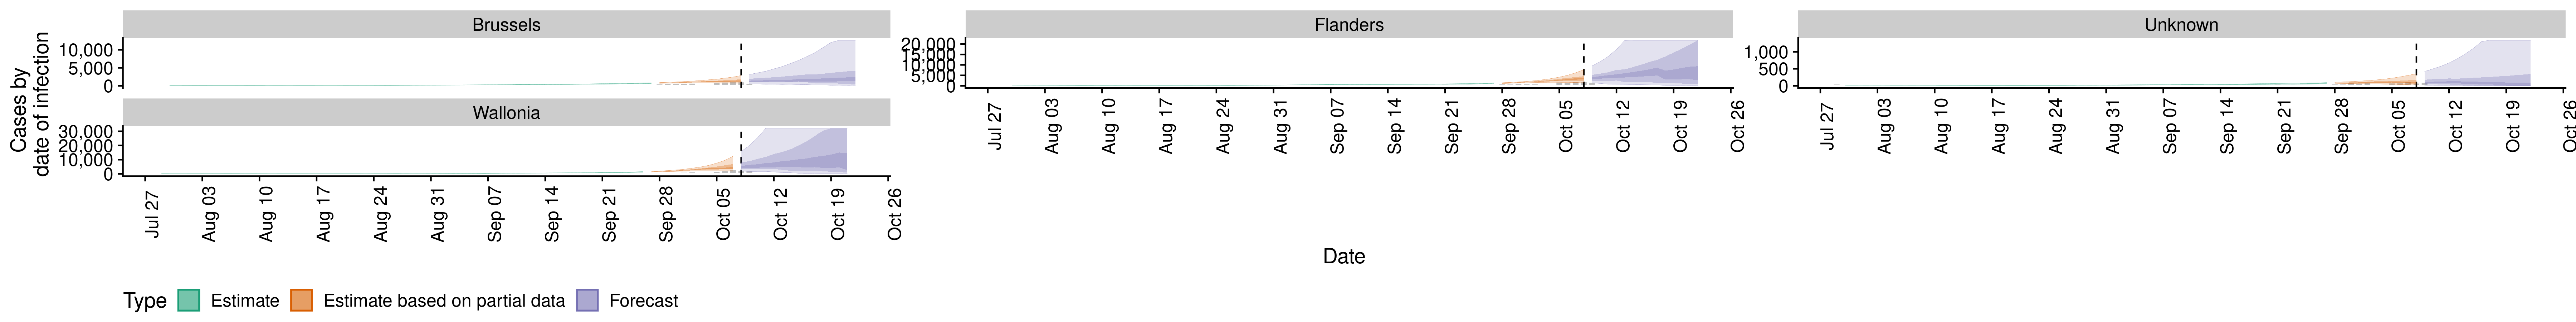 Brussels
Flanders
Unknown
Cases by
date of infection
10,000
5,000
0
20,000
15,000
10,000
5,000
0
1,000
500
0
Jul 27 Aug 03 Aug 10 Aug 17 Aug 24 Aug 31 Sep 07 Sep 14 Sep 21 Sep 28 Oct 05 Oct 12 Oct 19 Oct 26
Jul 27 Aug 03 Aug 10 Aug 17 Aug 24 Aug 31 Sep 07 Sep 14 Sep 21 Sep 28 Oct 05 Oct 12 Oct 19 Oct 26
Wallonia
30,000
20,000
10,000
0
Jul 27 Aug 03 Aug 10 Aug 17 Aug 24 Aug 31 Sep 07 Sep 14 Sep 21 Sep 28 Oct 05 Oct 12 Oct 19 Oct 26
Date
Type Estimate Estimate based on partial data Forecast